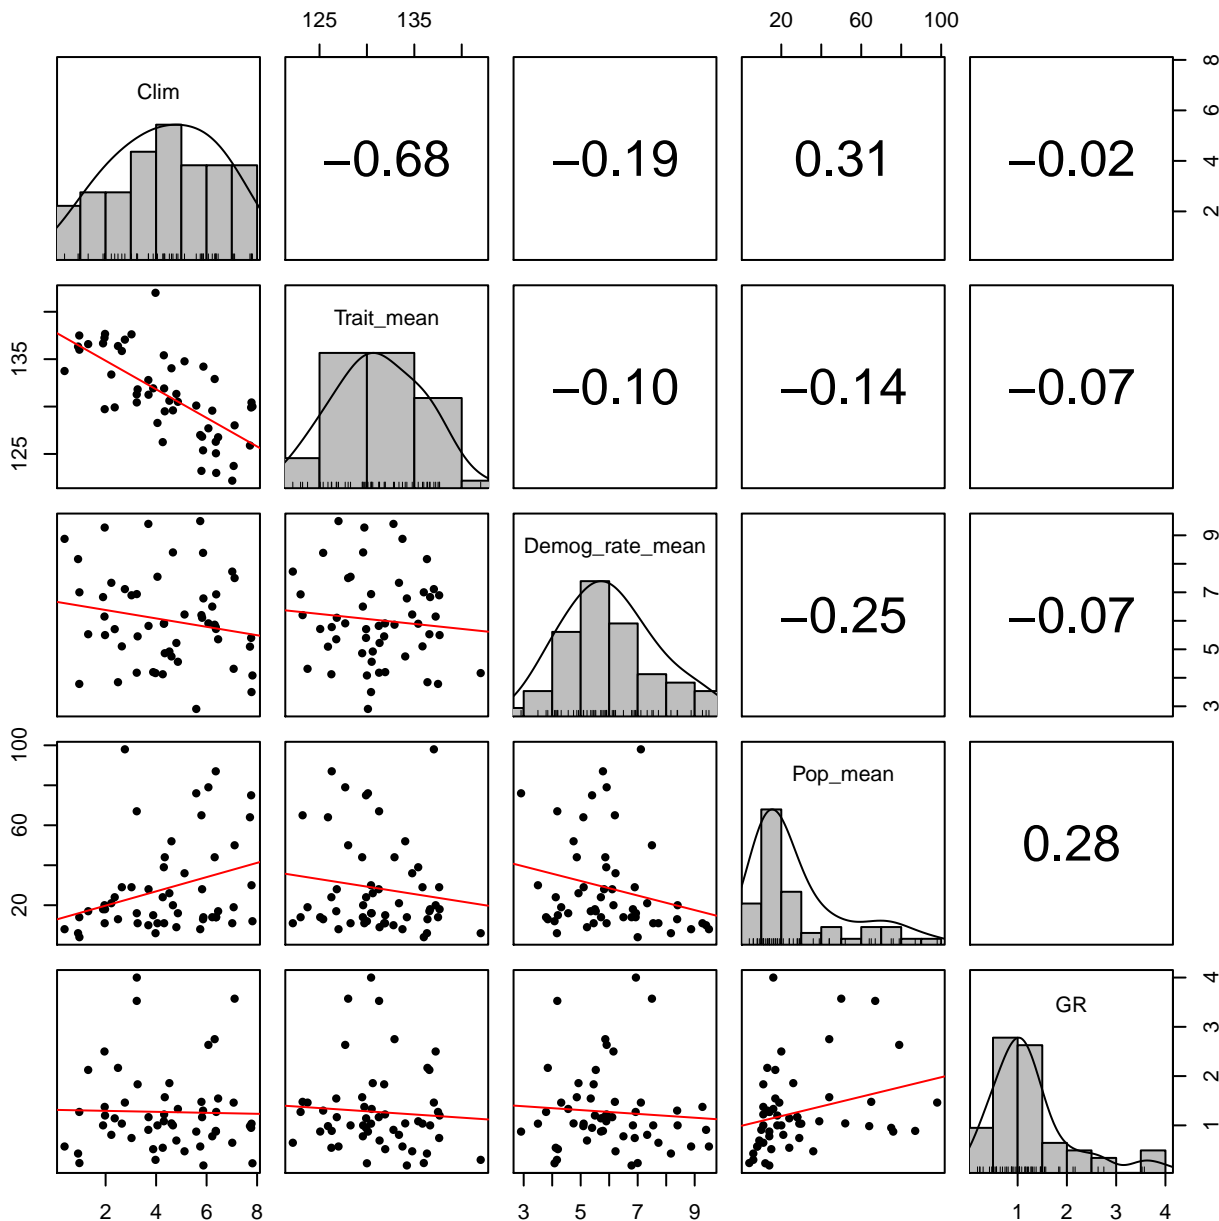 125 135 20 60 100
Clim
−0.68 −0.19 0.31 −0.02
2 4 6 8
Trait_mean
−0.10 −0.14 −0.07
125 135
Demog_rate_mean
−0.25 −0.07
3 5 7 9
Pop_mean
0.28
20 60 100
GR
1 2 3 4
2 4 6 8 3 5 7 9 1 2 3 4